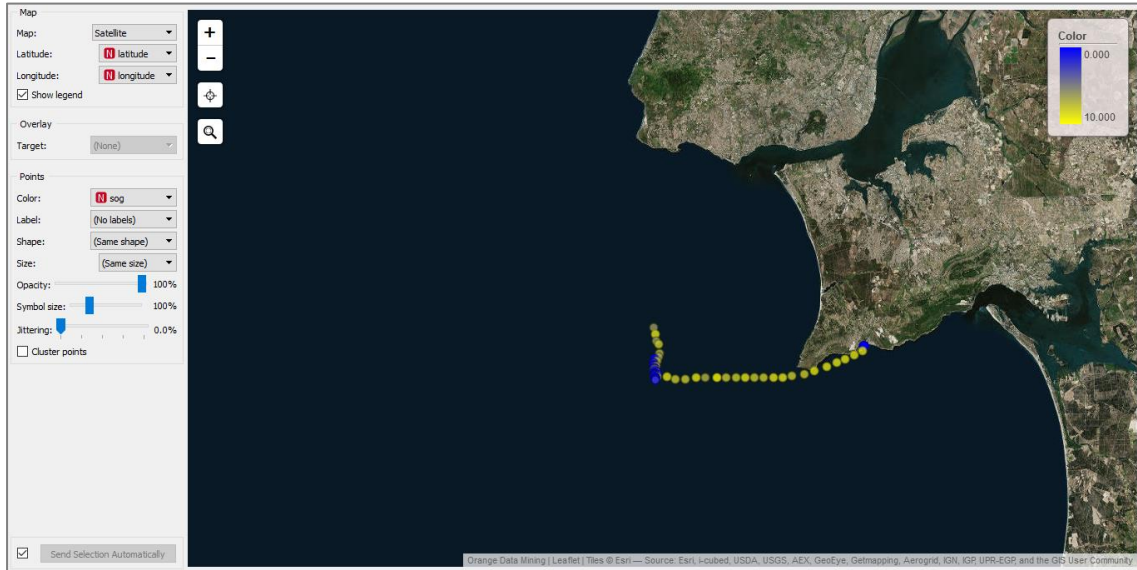 Map
Map:
Satellite
Latitude:
N latitude
Longitude:
N longitude
Show legend
Overlay
Target:
(None)
Points
Color:
N sog
Label:
(No labels)
Shape:
(Same shape)
Size:
(Same size)
Opacity:
100%
Symbol size:
100%
Jittering:
0.0%
Cluster points
Send Selection Automatically
+
−
Color
0.000
10.000
Orange Data Mining | Leaflet | Tiles © Esri — Source: Esri, i-cubed, USDA, USGS, AEX, GeoEye, Getmapping, Aerogrid, IGN, IGP, UPR-EGP, and the GIS User Community